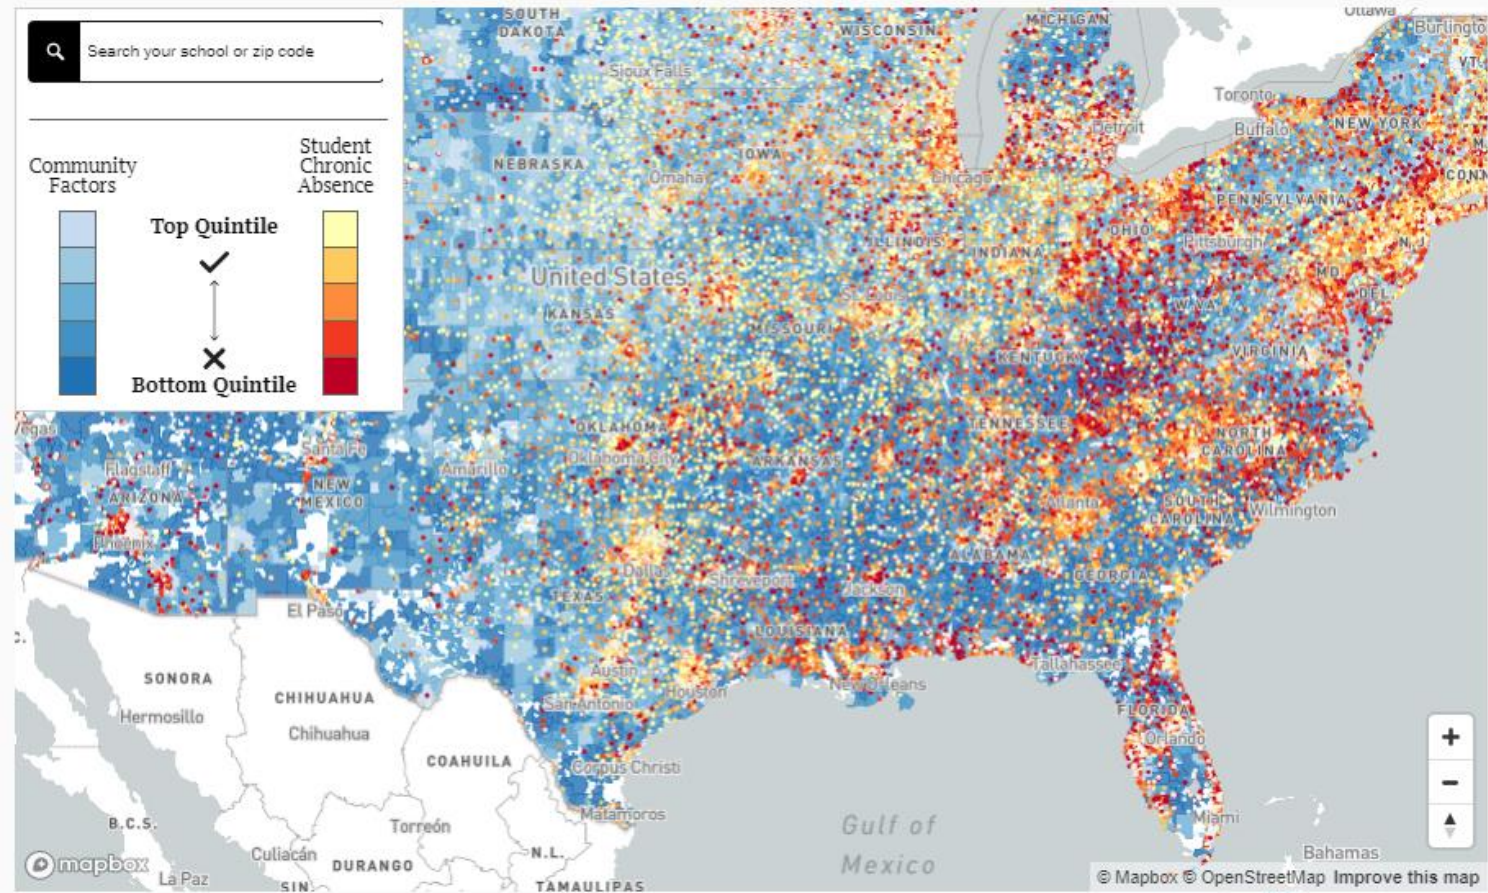 Search your school or zip code
Community
Factors
Student
Chronic
Absence
Top Quintile
Bottom Quintile
SOUTH
DAKOTA
WISCONSIN
MICHIGAN
Ottawa
Burlingto
VT.
Sioux Falls
Toronto
Detroit
Buffalo
NEW YORK
NEBRASKA
IOWA
Omaha
Chicago
CONN
PENNSYLVANIA
ILLINOIS
INDIANA
OHIO
Pittsburgh
N.J.
United States
MD.
DEL.
St. Louis
W.VA.
KANSAS
MISSOURI
KENTUCKY
VIRGINIA
Vegas
OKLAHOMA
TENNESSEE
NORTH
CAROLINA
Santa Fe
Flagstaff
Amarillo
Oklahoma City
ARKANSAS
ARIZONA
NEW
MEXICO
Atlanta
SOUTH
CAROLINA
Wilmington
Phoenix
ALABAMA
GEORGIA
Dallas
Shreveport
Jackson
El Paso
TEXAS
LOUISIANA
Tallahassee
SONORA
CHIHUAHUA
Austin
Houston
New Orleans
San Antonio
Hermosillo
Chihuahua
FLORIDA
Orlando
COAHUILA
Corpus Christi
B.C.S.
Torreón
Matamoros
Gulf of
Mexico
Miami
Culiacán
DURANGO
N.L.
Bahamas
mapbox
La Paz
SIN.
TAMAULIPAS
© Mapbox © OpenStreetMap Improve this map